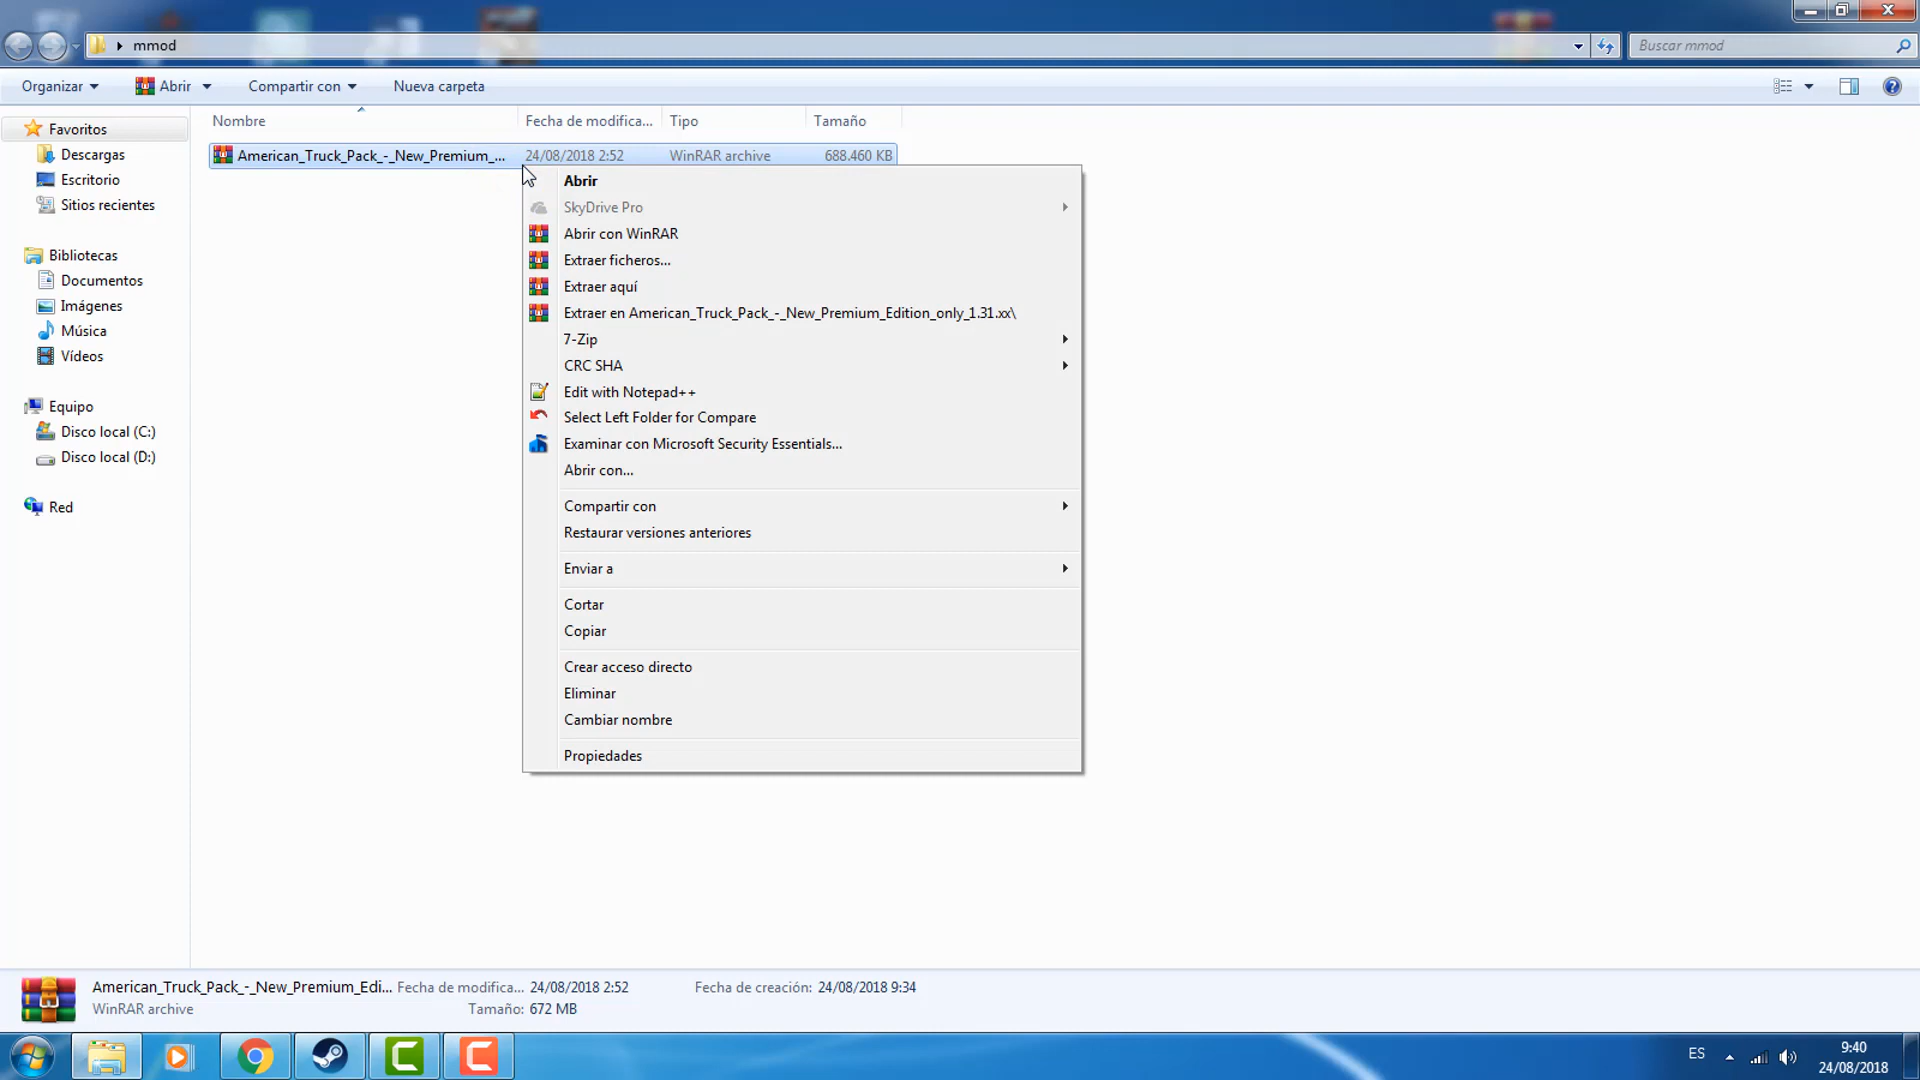 mmod
Buscar mmod
Organizar
Abrir
Compartir con
Nueva carpeta
Nombre
Fecha de modifica...
Tipo
Tamaño
American_Truck_Pack_-_New_Premium_...
24/08/2018 2:52
WinRAR archive
688.460 KB
Favoritos
Descargas
Escritorio
Sitios recientes
Bibliotecas
Documentos
Imágenes
Música
Vídeos
Equipo
Disco local (C:)
Disco local (D:)
Red
Abrir
SkyDrive Pro
Abrir con WinRAR
Extraer ficheros...
Extraer aquí
Extraer en American_Truck_Pack_-_New_Premium_Edition_only_1.31.xx\
7-Zip
CRC SHA
Edit with Notepad++
Select Left Folder for Compare
Examinar con Microsoft Security Essentials...
Abrir con...
Compartir con
Restaurar versiones anteriores
Enviar a
Cortar
Copiar
Crear acceso directo
Eliminar
Cambiar nombre
Propiedades
American_Truck_Pack_-_New_Premium_Edi...
Fecha de modifica... 24/08/2018 2:52
Fecha de creación: 24/08/2018 9:34
WinRAR archive
Tamaño: 672 MB
ES
9:40
24/08/2018